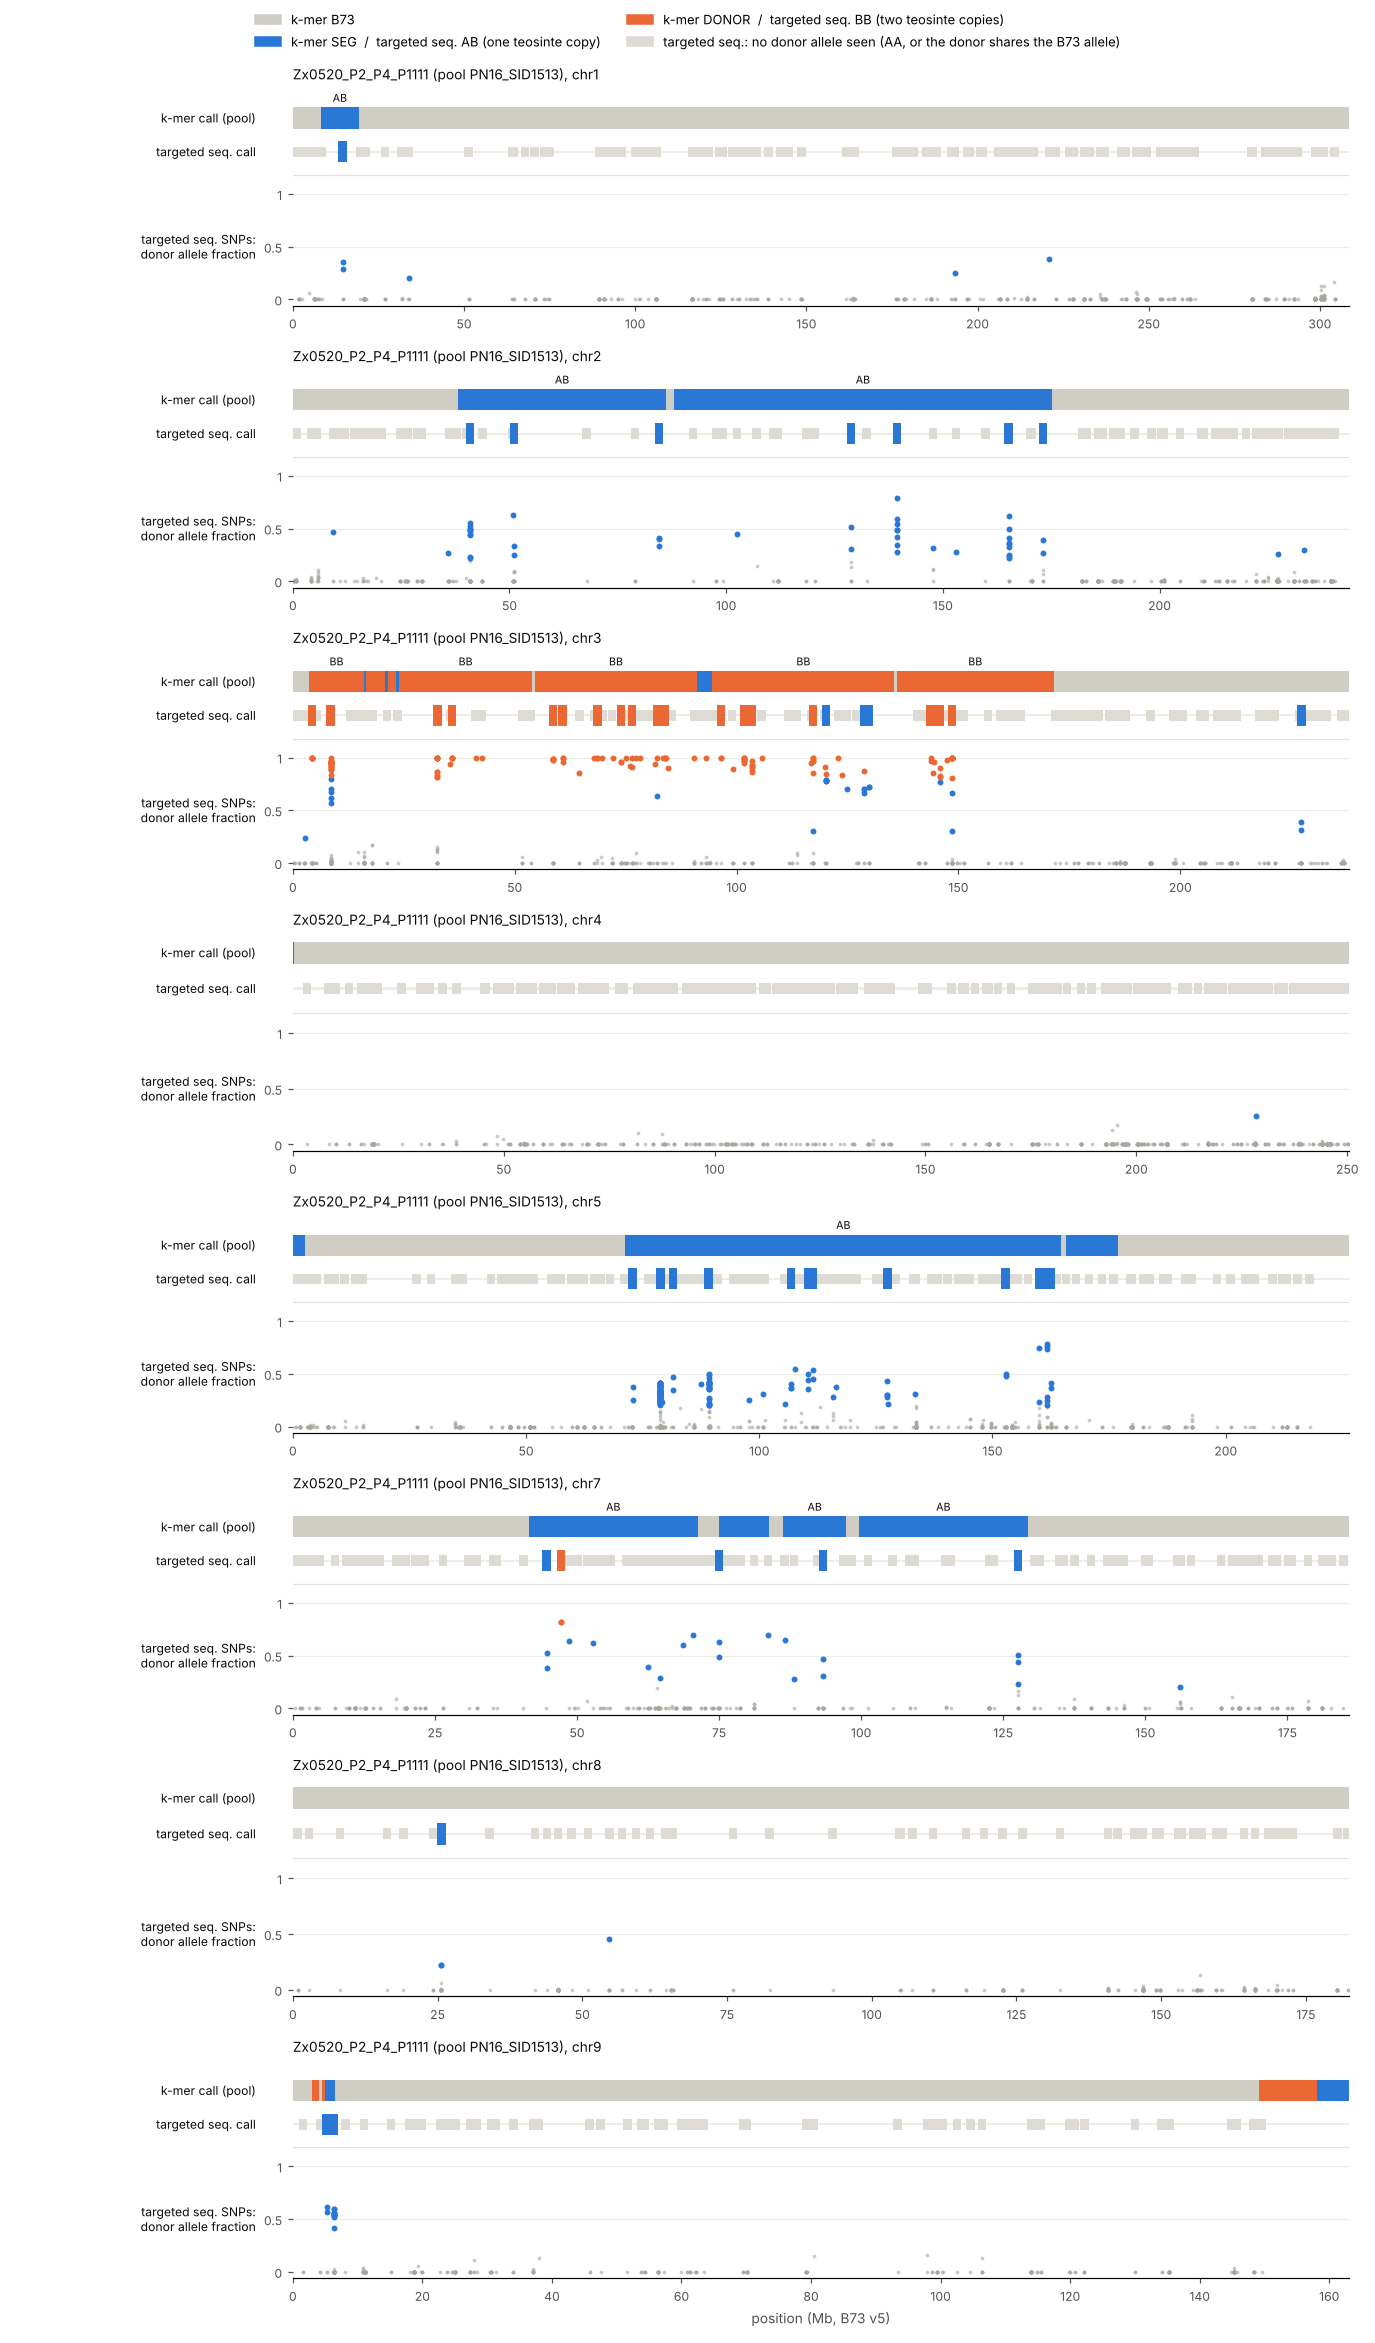 k-mer B73
k-mer DONOR / targeted seq. BB (two teosinte copies)
k-mer SEG / targeted seq. AB (one teosinte copy)
targeted seq.: no donor allele seen (AA, or the donor shares the B73 allele)
Zx0520_P2_P4_P1111 (pool PN16_SID1513), chr1
AB
k-mer call (pool)
targeted seq. call
1
targeted seq. SNPs:
donor allele fraction
0.5
0
0 50 100 150 200 250 300
Zx0520_P2_P4_P1111 (pool PN16_SID1513), chr2
AB AB
k-mer call (pool)
targeted seq. call
1
targeted seq. SNPs:
donor allele fraction
0.5
0
0 50 100 150 200
Zx0520_P2_P4_P1111 (pool PN16_SID1513), chr3
BB BB BB BB BB
k-mer call (pool)
targeted seq. call
1
targeted seq. SNPs:
donor allele fraction
0.5
0
0 50 100 150 200
Zx0520_P2_P4_P1111 (pool PN16_SID1513), chr4
k-mer call (pool)
targeted seq. call
1
targeted seq. SNPs:
donor allele fraction
0.5
0
0 50 100 150 200 250
Zx0520_P2_P4_P1111 (pool PN16_SID1513), chr5
AB
k-mer call (pool)
targeted seq. call
1
targeted seq. SNPs:
donor allele fraction
0.5
0
0 50 100 150 200
Zx0520_P2_P4_P1111 (pool PN16_SID1513), chr7
AB AB AB
k-mer call (pool)
targeted seq. call
1
targeted seq. SNPs:
donor allele fraction
0.5
0
0 25 50 75 100 125 150 175
Zx0520_P2_P4_P1111 (pool PN16_SID1513), chr8
k-mer call (pool)
targeted seq. call
1
targeted seq. SNPs:
donor allele fraction
0.5
0
0 25 50 75 100 125 150 175
Zx0520_P2_P4_P1111 (pool PN16_SID1513), chr9
k-mer call (pool)
targeted seq. call
1
targeted seq. SNPs:
donor allele fraction
0.5
0
0 20 40 60 80 100 120 140 160
position (Mb, B73 v5)